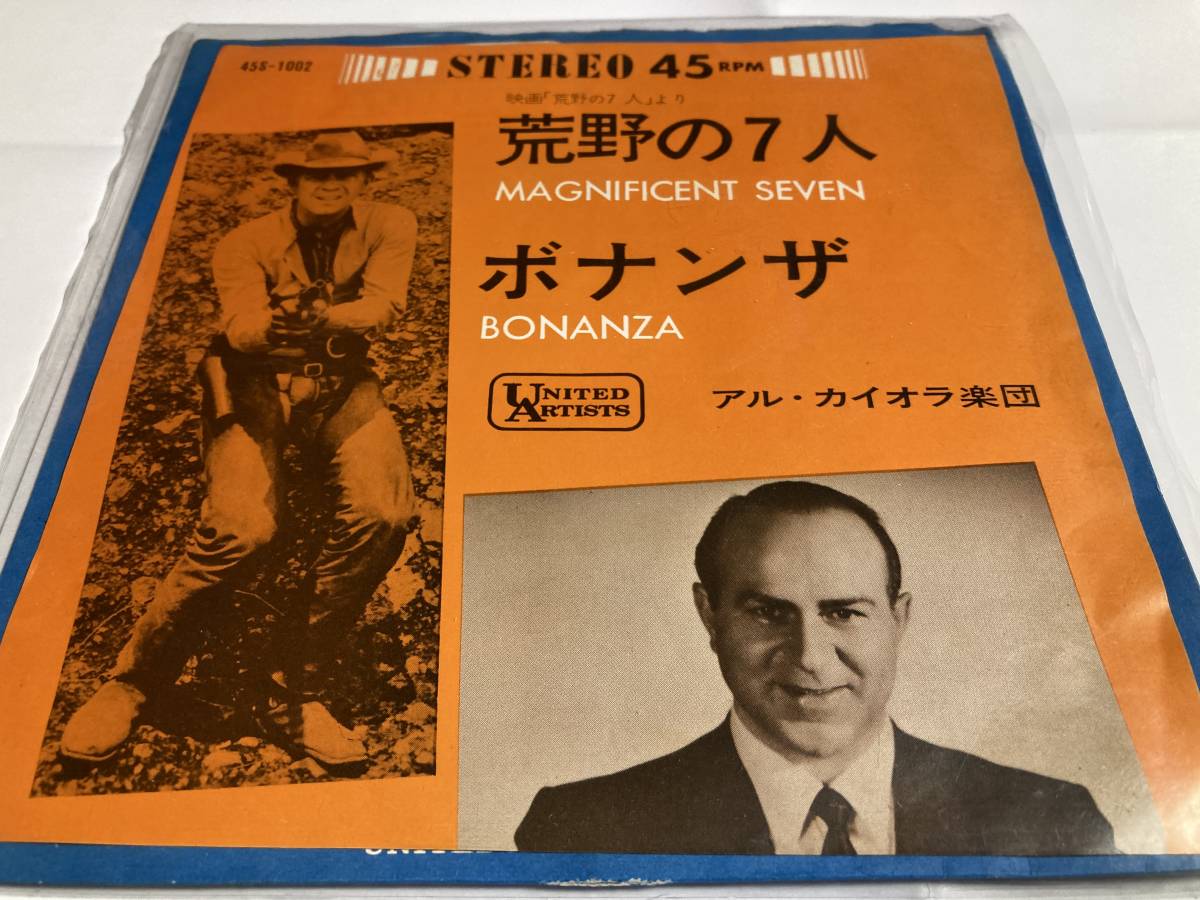 45S-1002
STEREO 45 RPM
映画「荒野の7人」より
荒野の7人
MAGNIFICENT SEVEN
ボナンザ
BONANZA
UNITED ARTISTS
アル・カイオラ楽団